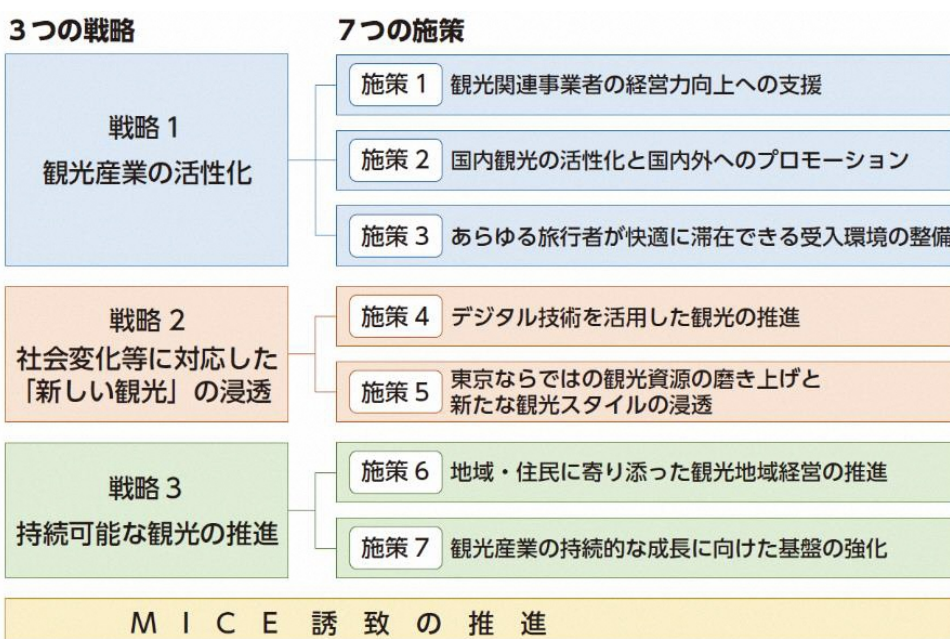 3つの戦略
7つの施策
戦略1
観光産業の活性化
施策1 観光関連事業者の経営力向上への支援
施策2 国内観光の活性化と国内外へのプロモーション
施策3 あらゆる旅行者が快適に滞在できる受入環境の整備
戦略2
社会変化等に対応した
「新しい観光」の浸透
施策4 デジタル技術を活用した観光の推進
施策5 東京ならではの観光資源の磨き上げと
新たな観光スタイルの浸透
戦略3
持続可能な観光の推進
施策6 地域・住民に寄り添った観光地域経営の推進
施策7 観光産業の持続的な成長に向けた基盤の強化
MICE誘致の推進